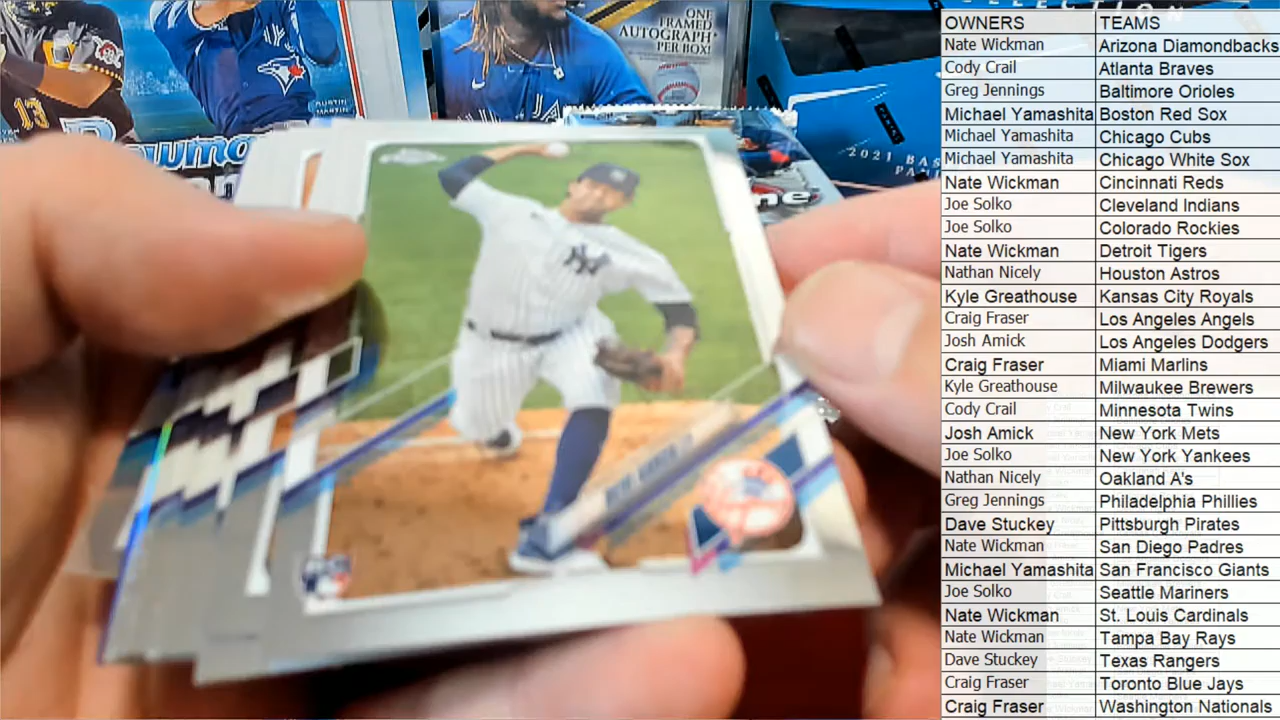 ONE
FRAMED
AUTOGRAPH
PER BOX!
13
2021 BAS
OWNERS TEAMS
Nate Wickman Arizona Diamondbacks
Cody Crail Atlanta Braves
Greg Jennings Baltimore Orioles
Michael Yamashita Boston Red Sox
Michael Yamashita Chicago Cubs
Michael Yamashita Chicago White Sox
Nate Wickman Cincinnati Reds
Joe Solko Cleveland Indians
Joe Solko Colorado Rockies
Nate Wickman Detroit Tigers
Nathan Nicely Houston Astros
Kyle Greathouse Kansas City Royals
Craig Fraser Los Angeles Angels
Josh Amick Los Angeles Dodgers
Craig Fraser Miami Marlins
Kyle Greathouse Milwaukee Brewers
Cody Crail Minnesota Twins
Josh Amick New York Mets
Joe Solko New York Yankees
Nathan Nicely Oakland A's
Greg Jennings Philadelphia Phillies
Dave Stuckey Pittsburgh Pirates
Nate Wickman San Diego Padres
Michael Yamashita San Francisco Giants
Joe Solko Seattle Mariners
Nate Wickman St. Louis Cardinals
Nate Wickman Tampa Bay Rays
Dave Stuckey Texas Rangers
Craig Fraser Toronto Blue Jays
Craig Fraser Washington Nationals